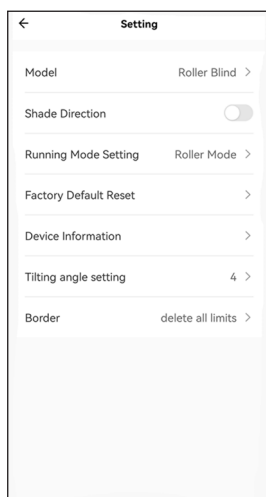 Setting
Model Roller Blind
Shade Direction
Running Mode Setting Roller Mode
Factory Default Reset
Device Information
Tilting angle setting 4
Border delete all limits